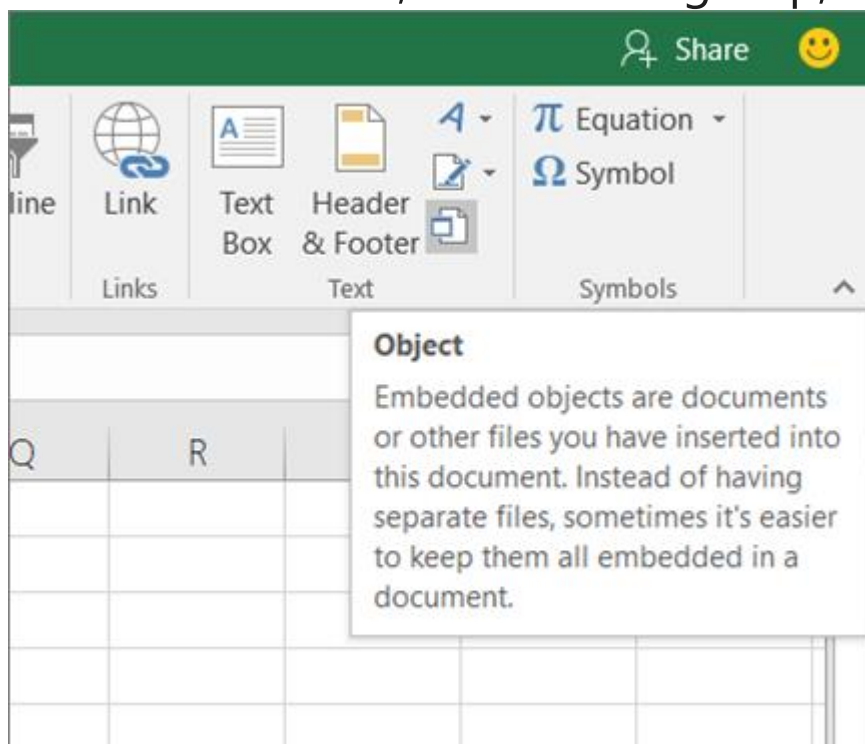 Share
A
Equation
Symbol
line
Link
Text
Box
Header
& Footer
π
Ω
A
Links
Text
Symbols
Object
Embedded objects are documents
or other files you have inserted into
this document. Instead of having
separate files, sometimes it's easier
to keep them all embedded in a
document.
Q
R